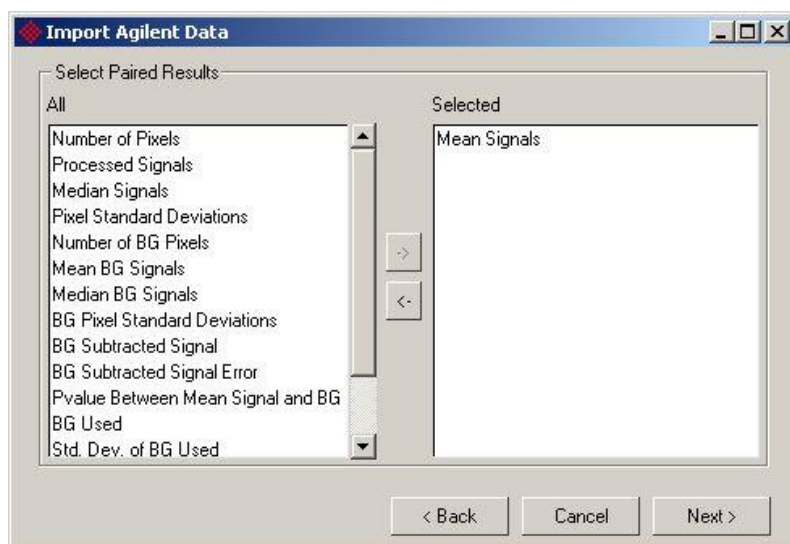 Import Agilent Data
Select Paired Results
All
Number of Pixels
Processed Signals
Median Signals
Pixel Standard Deviations
Number of BG Pixels
Mean BG Signals
Median BG Signals
BG Pixel Standard Deviations
BG Subtracted Signal
BG Subtracted Signal Error
Pvalue Between Mean Signal and BG
BG Used
Std. Dev. of BG Used
->
<-
Selected
Mean Signals
< Back
Cancel
Next >